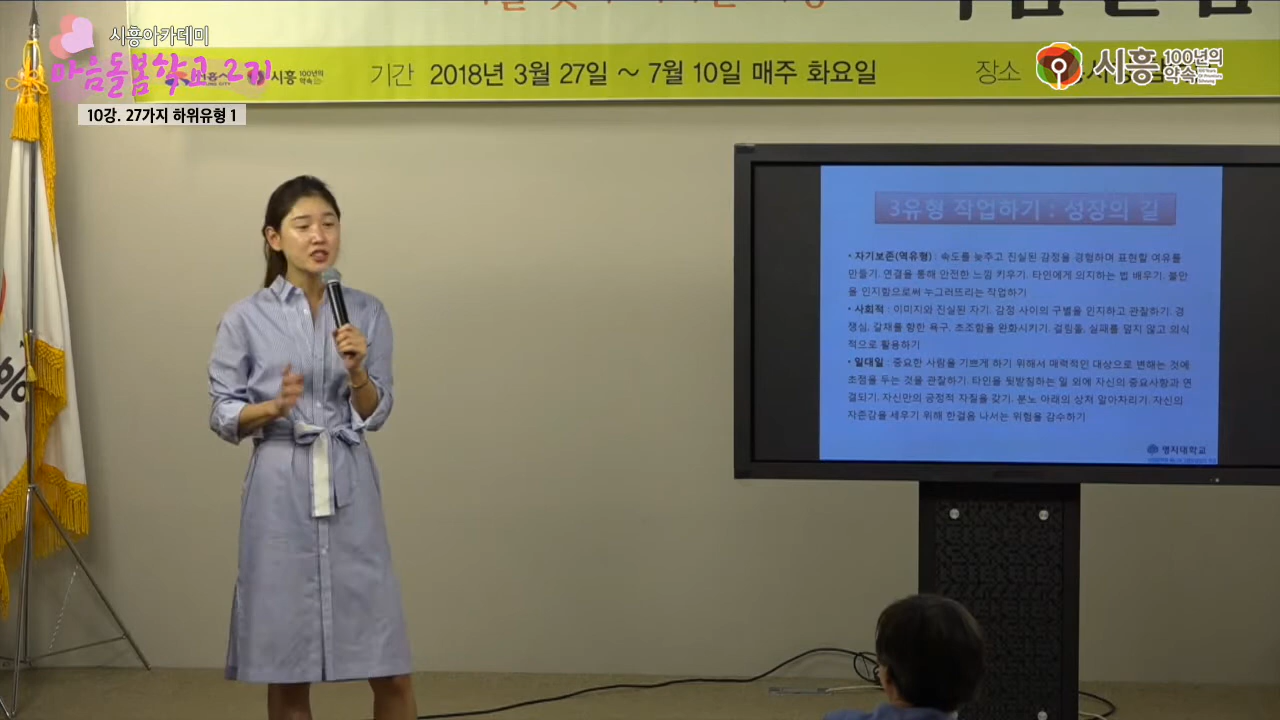 시흥아카데미
마음돌봄학교 2기
10강. 27가지 하위유형 1
시흥 100년의 약속
기간 2018년 3월 27일 ~ 7월 10일 매주 화요일
장소
시흥 100년의 약속
3유형 작업하기 : 성장의 길
• 자기보존(역유형) : 속도를 늦추고 진실된 감정을 경험하며 표현할 여유를
만들기. 연결을 통해 안전한 느낌 키우기. 타인에게 의지하는 법 배우기. 불안
을 인지함으로써 누그러뜨리는 작업하기
• 사회적 : 이미지와 진실된 자기. 감정 사이의 구별을 인지하고 관찰하기. 경
쟁심, 갈채를 향한 욕구, 초조함을 완화시키기. 걸림돌, 실패를 덮지 않고 의식
적으로 활용하기
• 일대일 : 중요한 사람을 기쁘게 하기 위해서 매력적인 대상으로 변해는 것에
초점을 두는 것을 관찰하기. 타인을 뒷받침하는 일 외에 자신의 중요사항과 연
결되기. 자신만의 긍정적 자질을 갖기. 분노 아래의 상처 알아차리기. 자신의
자존감을 세우기 위해 한걸음 나서는 위험을 감수하기
명지대학교